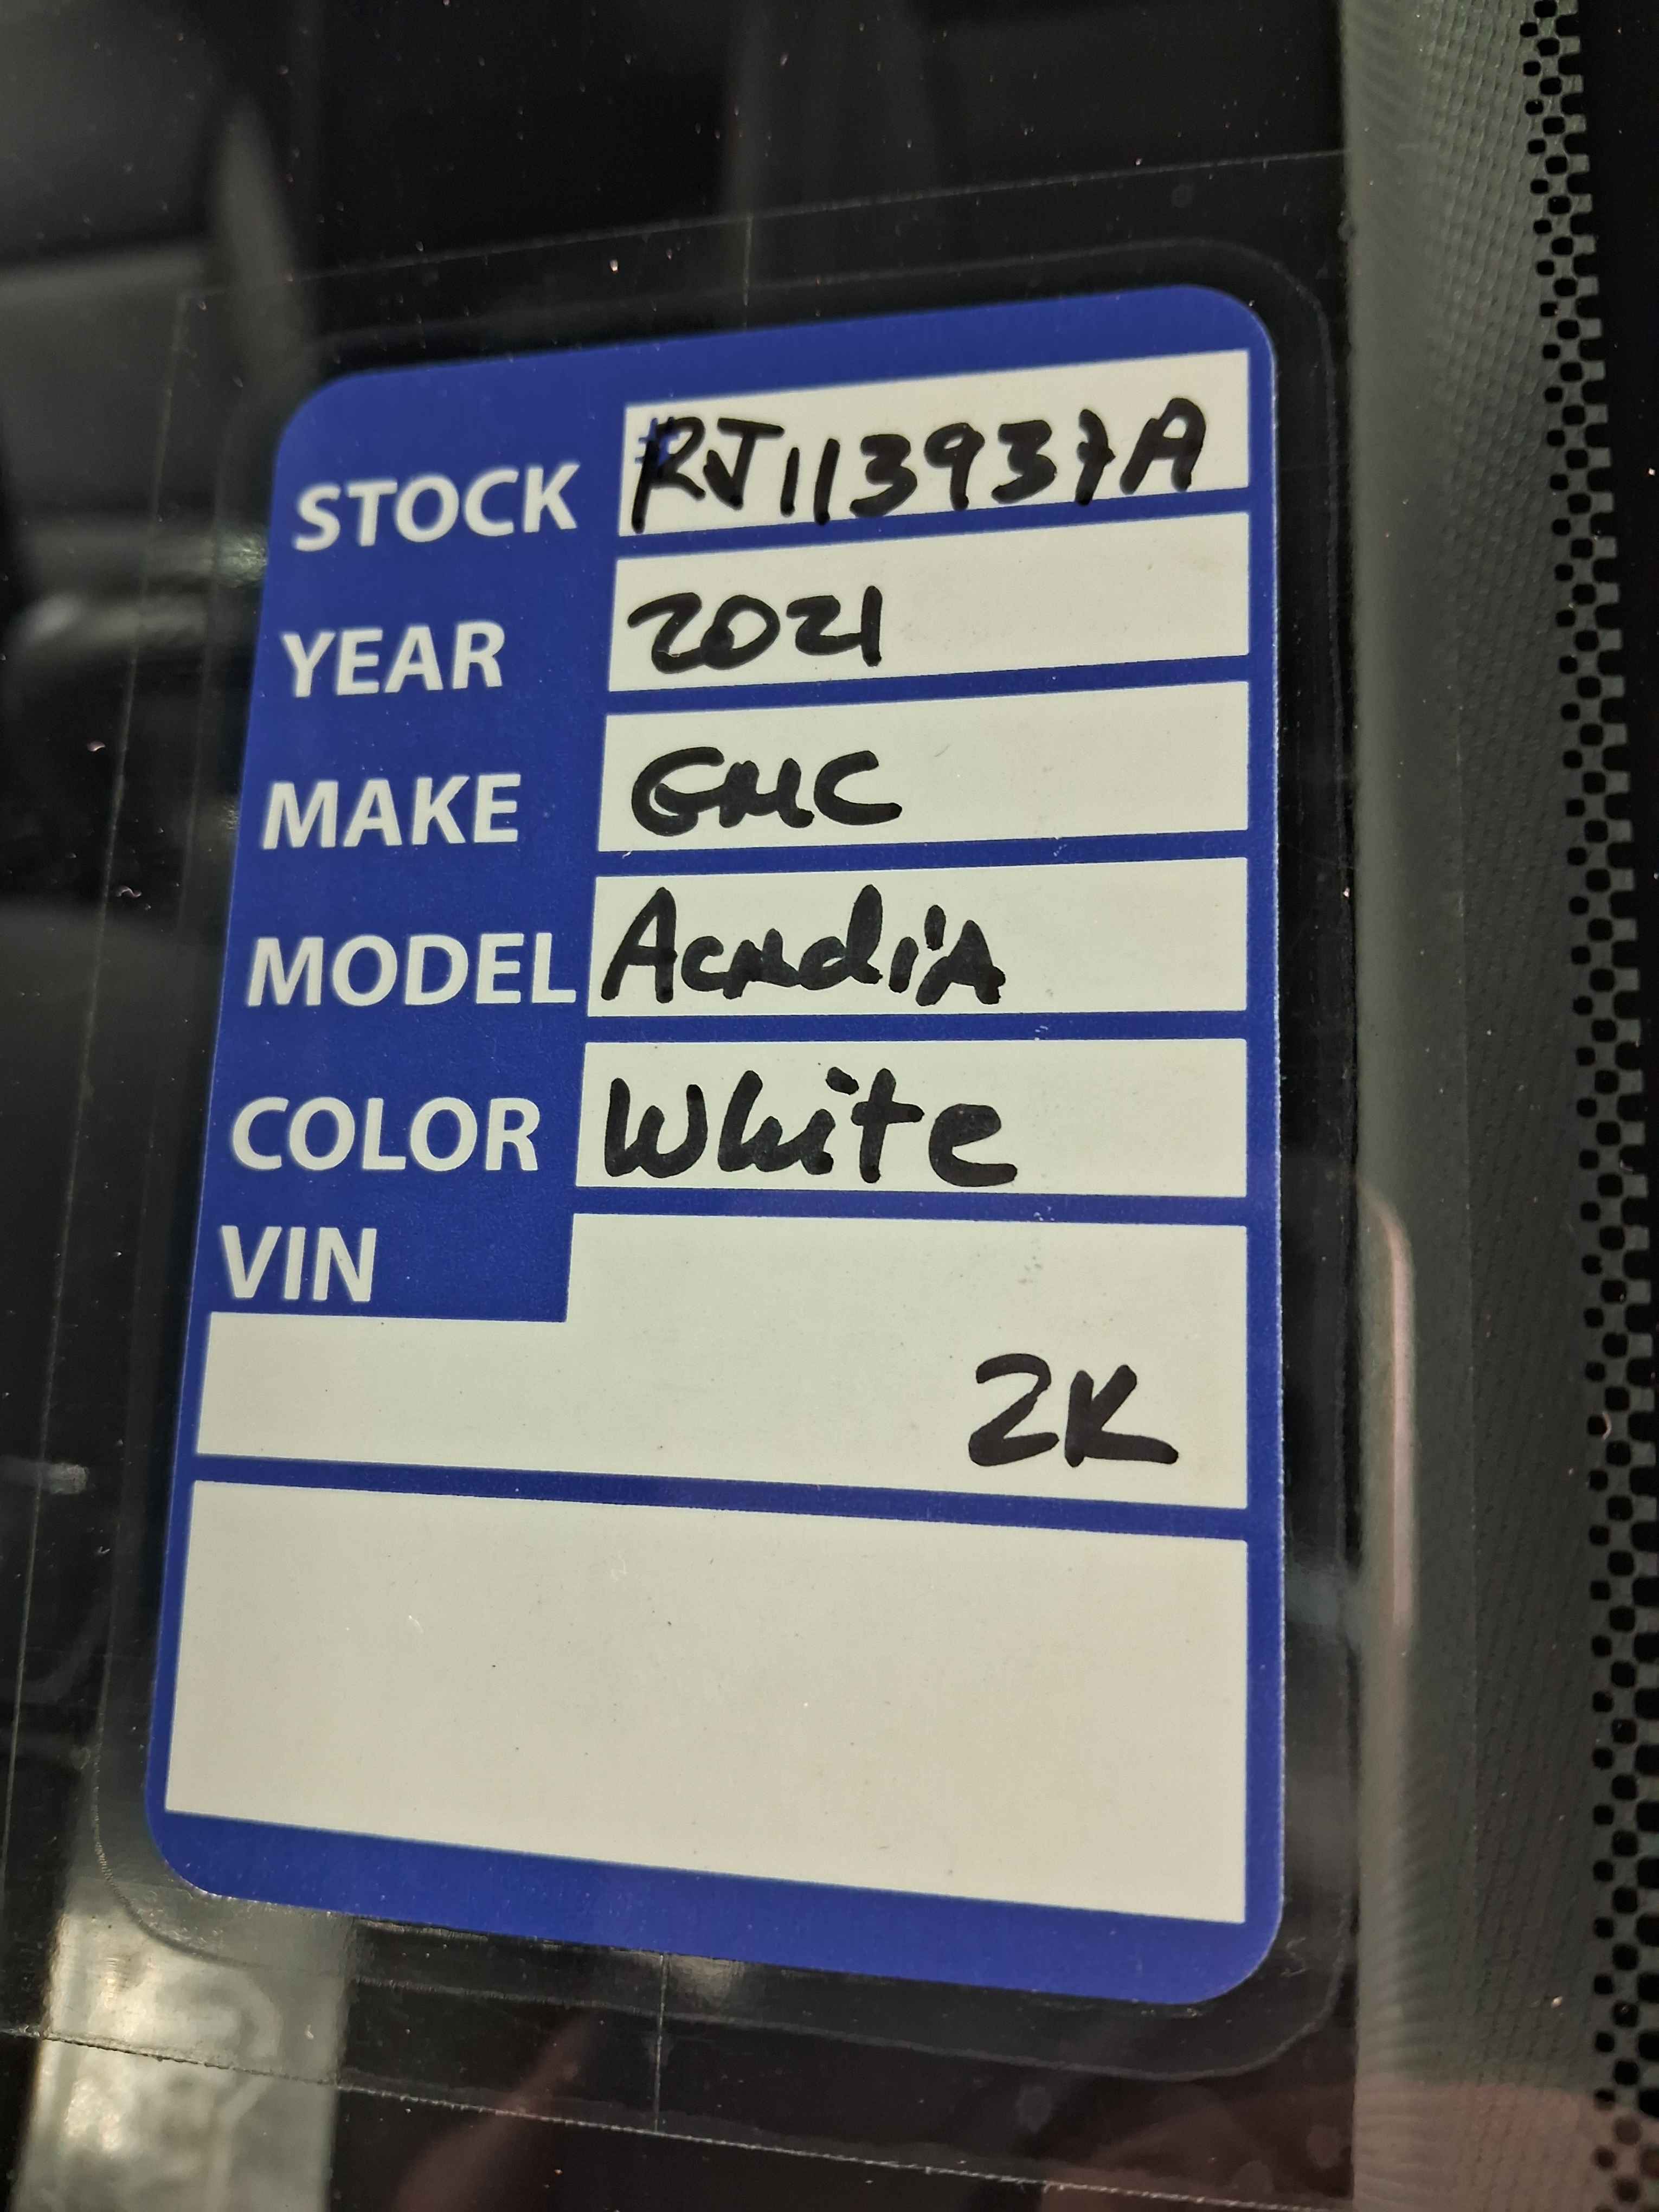 STOCK #RJ113937A
YEAR 2021
MAKE GMC
MODEL AcAdiA
COLOR White
VIN
2K